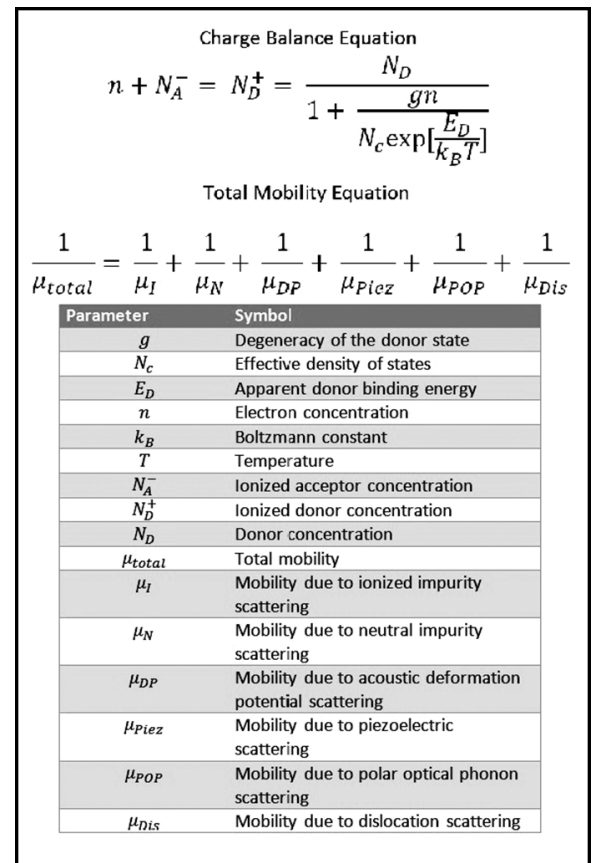 Charge Balance Equation
n + N_A^- = N_D^+ = N_D / (1 + gn / (N_c exp[E_D / k_B T]))
Total Mobility Equation
1/μ_total = 1/μ_I + 1/μ_N + 1/μ_DP + 1/μ_Piez + 1/μ_POP + 1/μ_Dis
Parameter Symbol
g Degeneracy of the donor state
N_c Effective density of states
E_D Apparent donor binding energy
n Electron concentration
k_B Boltzmann constant
T Temperature
N_A^- Ionized acceptor concentration
N_D^+ Ionized donor concentration
N_D Donor concentration
μ_total Total mobility
μ_I Mobility due to ionized impurity
scattering
μ_N Mobility due to neutral impurity
scattering
μ_DP Mobility due to acoustic deformation
potential scattering
μ_Piez Mobility due to piezoelectric
scattering
μ_POP Mobility due to polar optical phonon
scattering
μ_Dis Mobility due to dislocation scattering